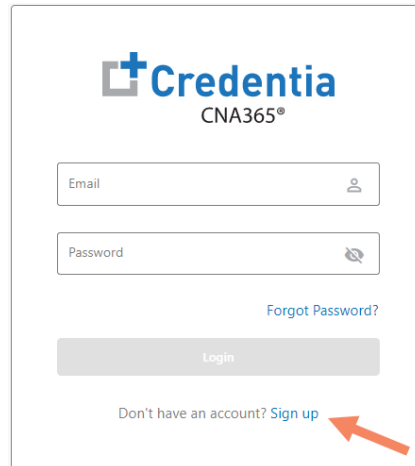 Credentia
CNA365®
Email
Password
Forgot Password?
Login
Don't have an account? Sign up